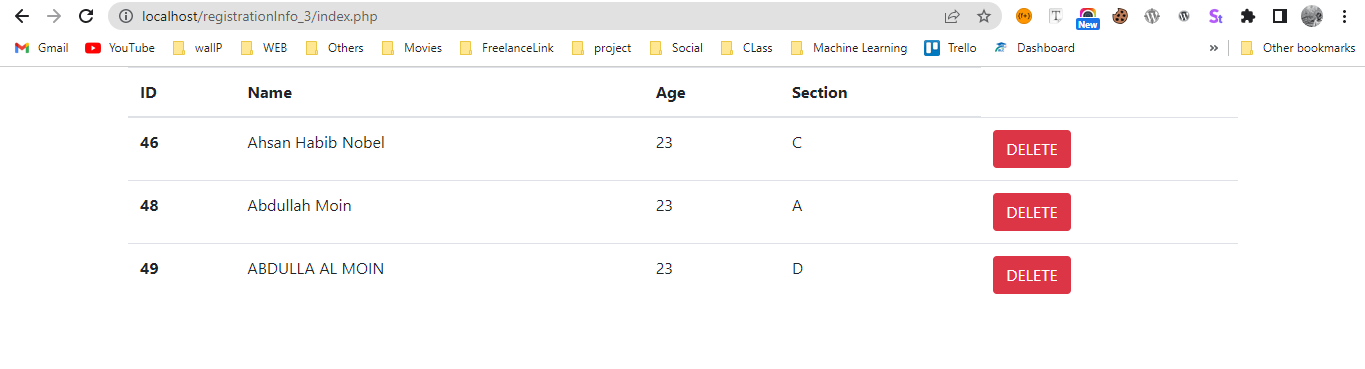 localhost/registrationInfo_3/index.php
New
Gmail YouTube wallP WEB Others Movies FreelanceLink project Social CLass Machine Learning Trello Dashboard » Other bookmarks
ID Name Age Section
46 Ahsan Habib Nobel 23 C DELETE
48 Abdullah Moin 23 A DELETE
49 ABDULLA AL MOIN 23 D DELETE